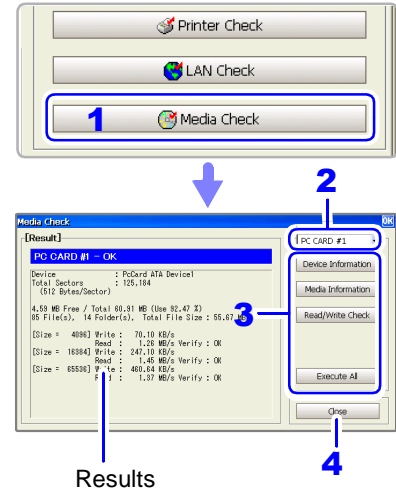 Printer Check
LAN Check
1 Media Check
2
Media Check OK
[Result]
PC CARD #1
PC CARD #1 - OK
Device : PcCard ATA Device1
Total Sectors : 125,184
(512 Bytes/Sector)
4.59 MB Free / Total 60.91 MB (Use 92.47 %)
85 File(s), 14 Folder(s), Total File Size : 55.67 MB
[Size = 4096] Write : 70.10 KB/s
Read : 1.26 MB/s Verify : OK
[Size = 16384] Write : 247.10 KB/s
Read : 1.45 MB/s Verify : OK
[Size = 65536] Write : 460.64 KB/s
Read : 1.37 MB/s Verify : OK
Device Information
Media Information
3
Read/Write Check
Execute All
Close
4
Results